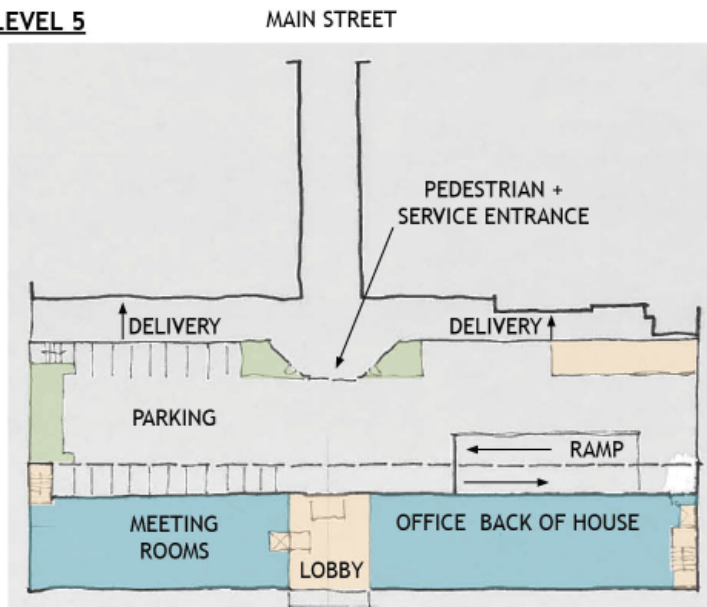 LEVEL 5
MAIN STREET
PEDESTRIAN +
SERVICE ENTRANCE
DELIVERY
DELIVERY
PARKING
RAMP
MEETING
ROOMS
OFFICE BACK OF HOUSE
LOBBY